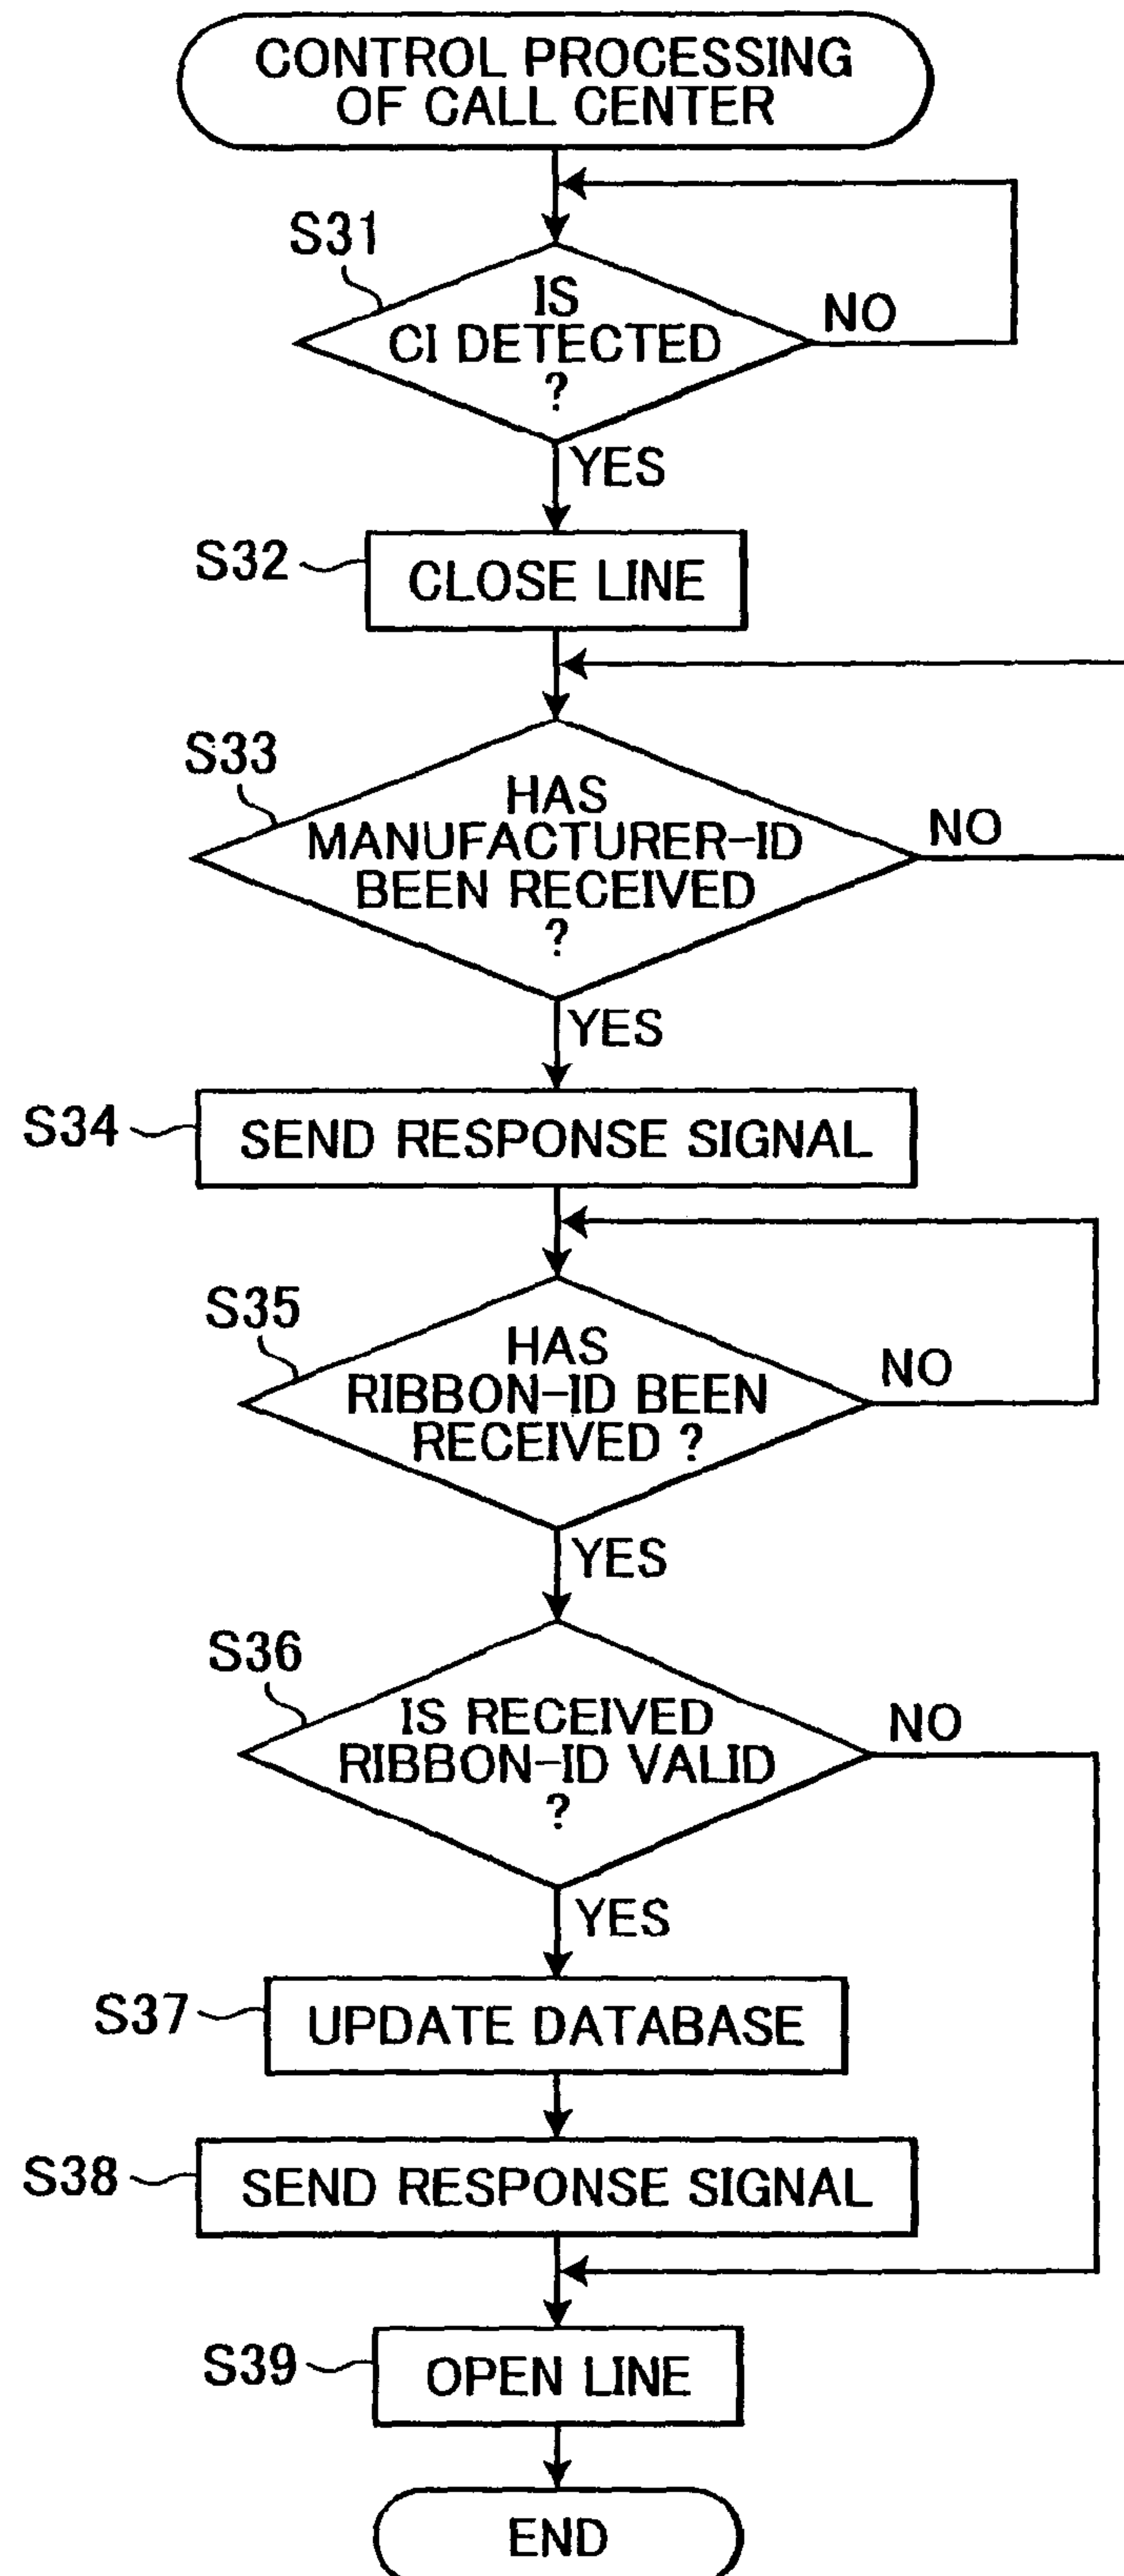 CONTROL PROCESSING
OF CALL CENTER
S31
IS
CI DETECTED
?
NO
YES
S32
CLOSE LINE
S33
HAS
MANUFACTURER-ID
BEEN RECEIVED
?
NO
YES
S34
SEND RESPONSE SIGNAL
S35
HAS
RIBBON-ID BEEN
RECEIVED ?
NO
YES
S36
IS RECEIVED
RIBBON-ID VALID
?
NO
YES
S37
UPDATE DATABASE
S38
SEND RESPONSE SIGNAL
S39
OPEN LINE
END